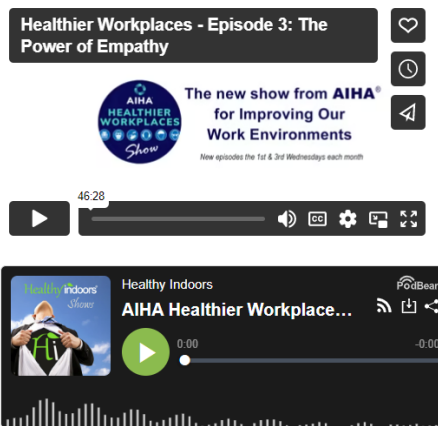 Healthier Workplaces - Episode 3: The
Power of Empathy
AIHA
HEALTHIER
WORKPLACES
Show
The new show from AIHA®
for Improving Our
Work Environments
New episodes the 1st & 3rd Wednesdays each month
46:28
CC
Healthy indoors
Shows
Hi
Healthy Indoors
PodBean
AIHA Healthier Workplace...
0:00
-0:00